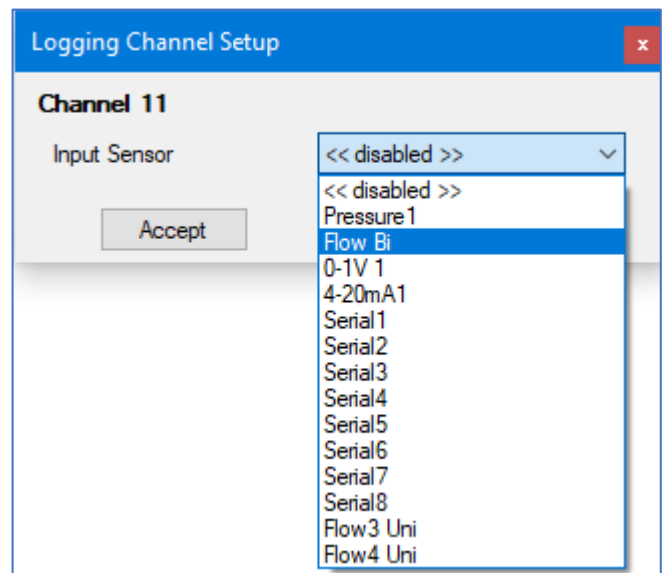 Logging Channel Setup
x
Channel 11
Input Sensor
<< disabled >>
<< disabled >>
Pressure1
Accept
Flow Bi
0-1V 1
4-20mA1
Serial1
Serial2
Serial3
Serial4
Serial5
Serial6
Serial7
Serial8
Flow3 Uni
Flow4 Uni